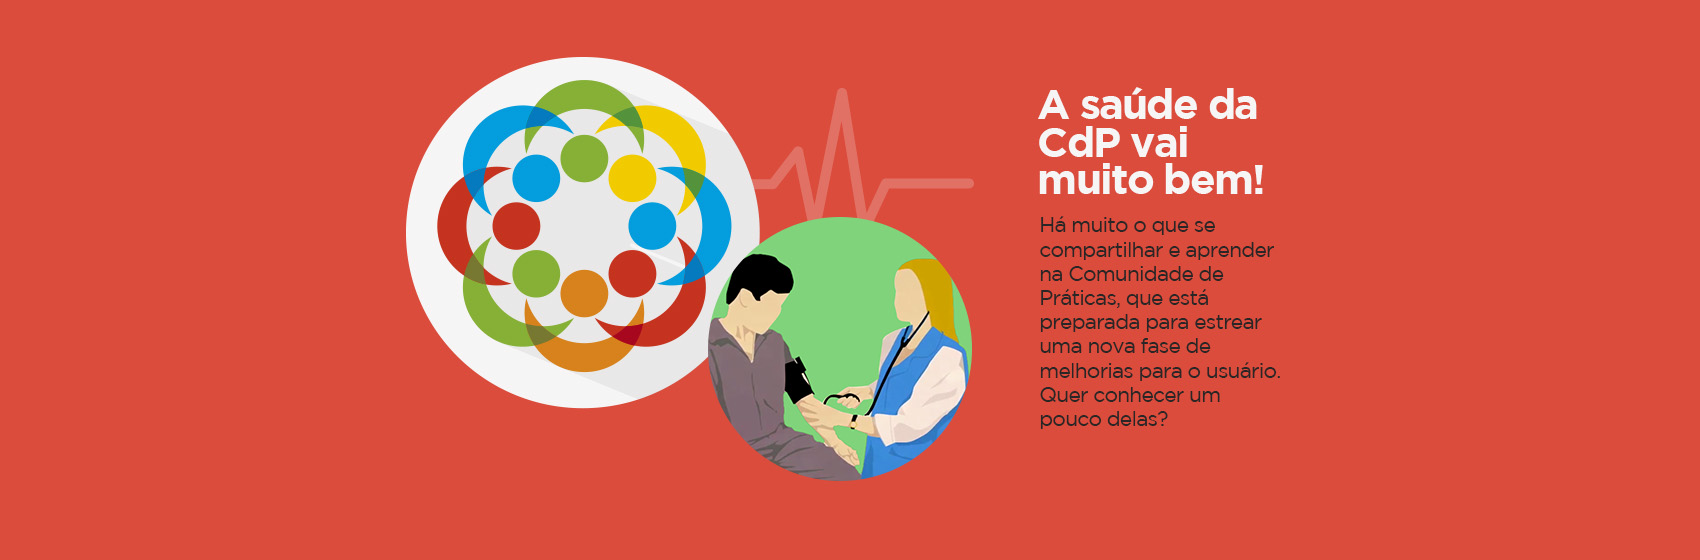 A saúde da
CdP vai
muito bem!
Há muito o que se
compartilhar e aprender
na Comunidade de
Práticas, que está
preparada para estrear
uma nova fase de
melhorias para o usuário.
Quer conhecer um
pouco delas?